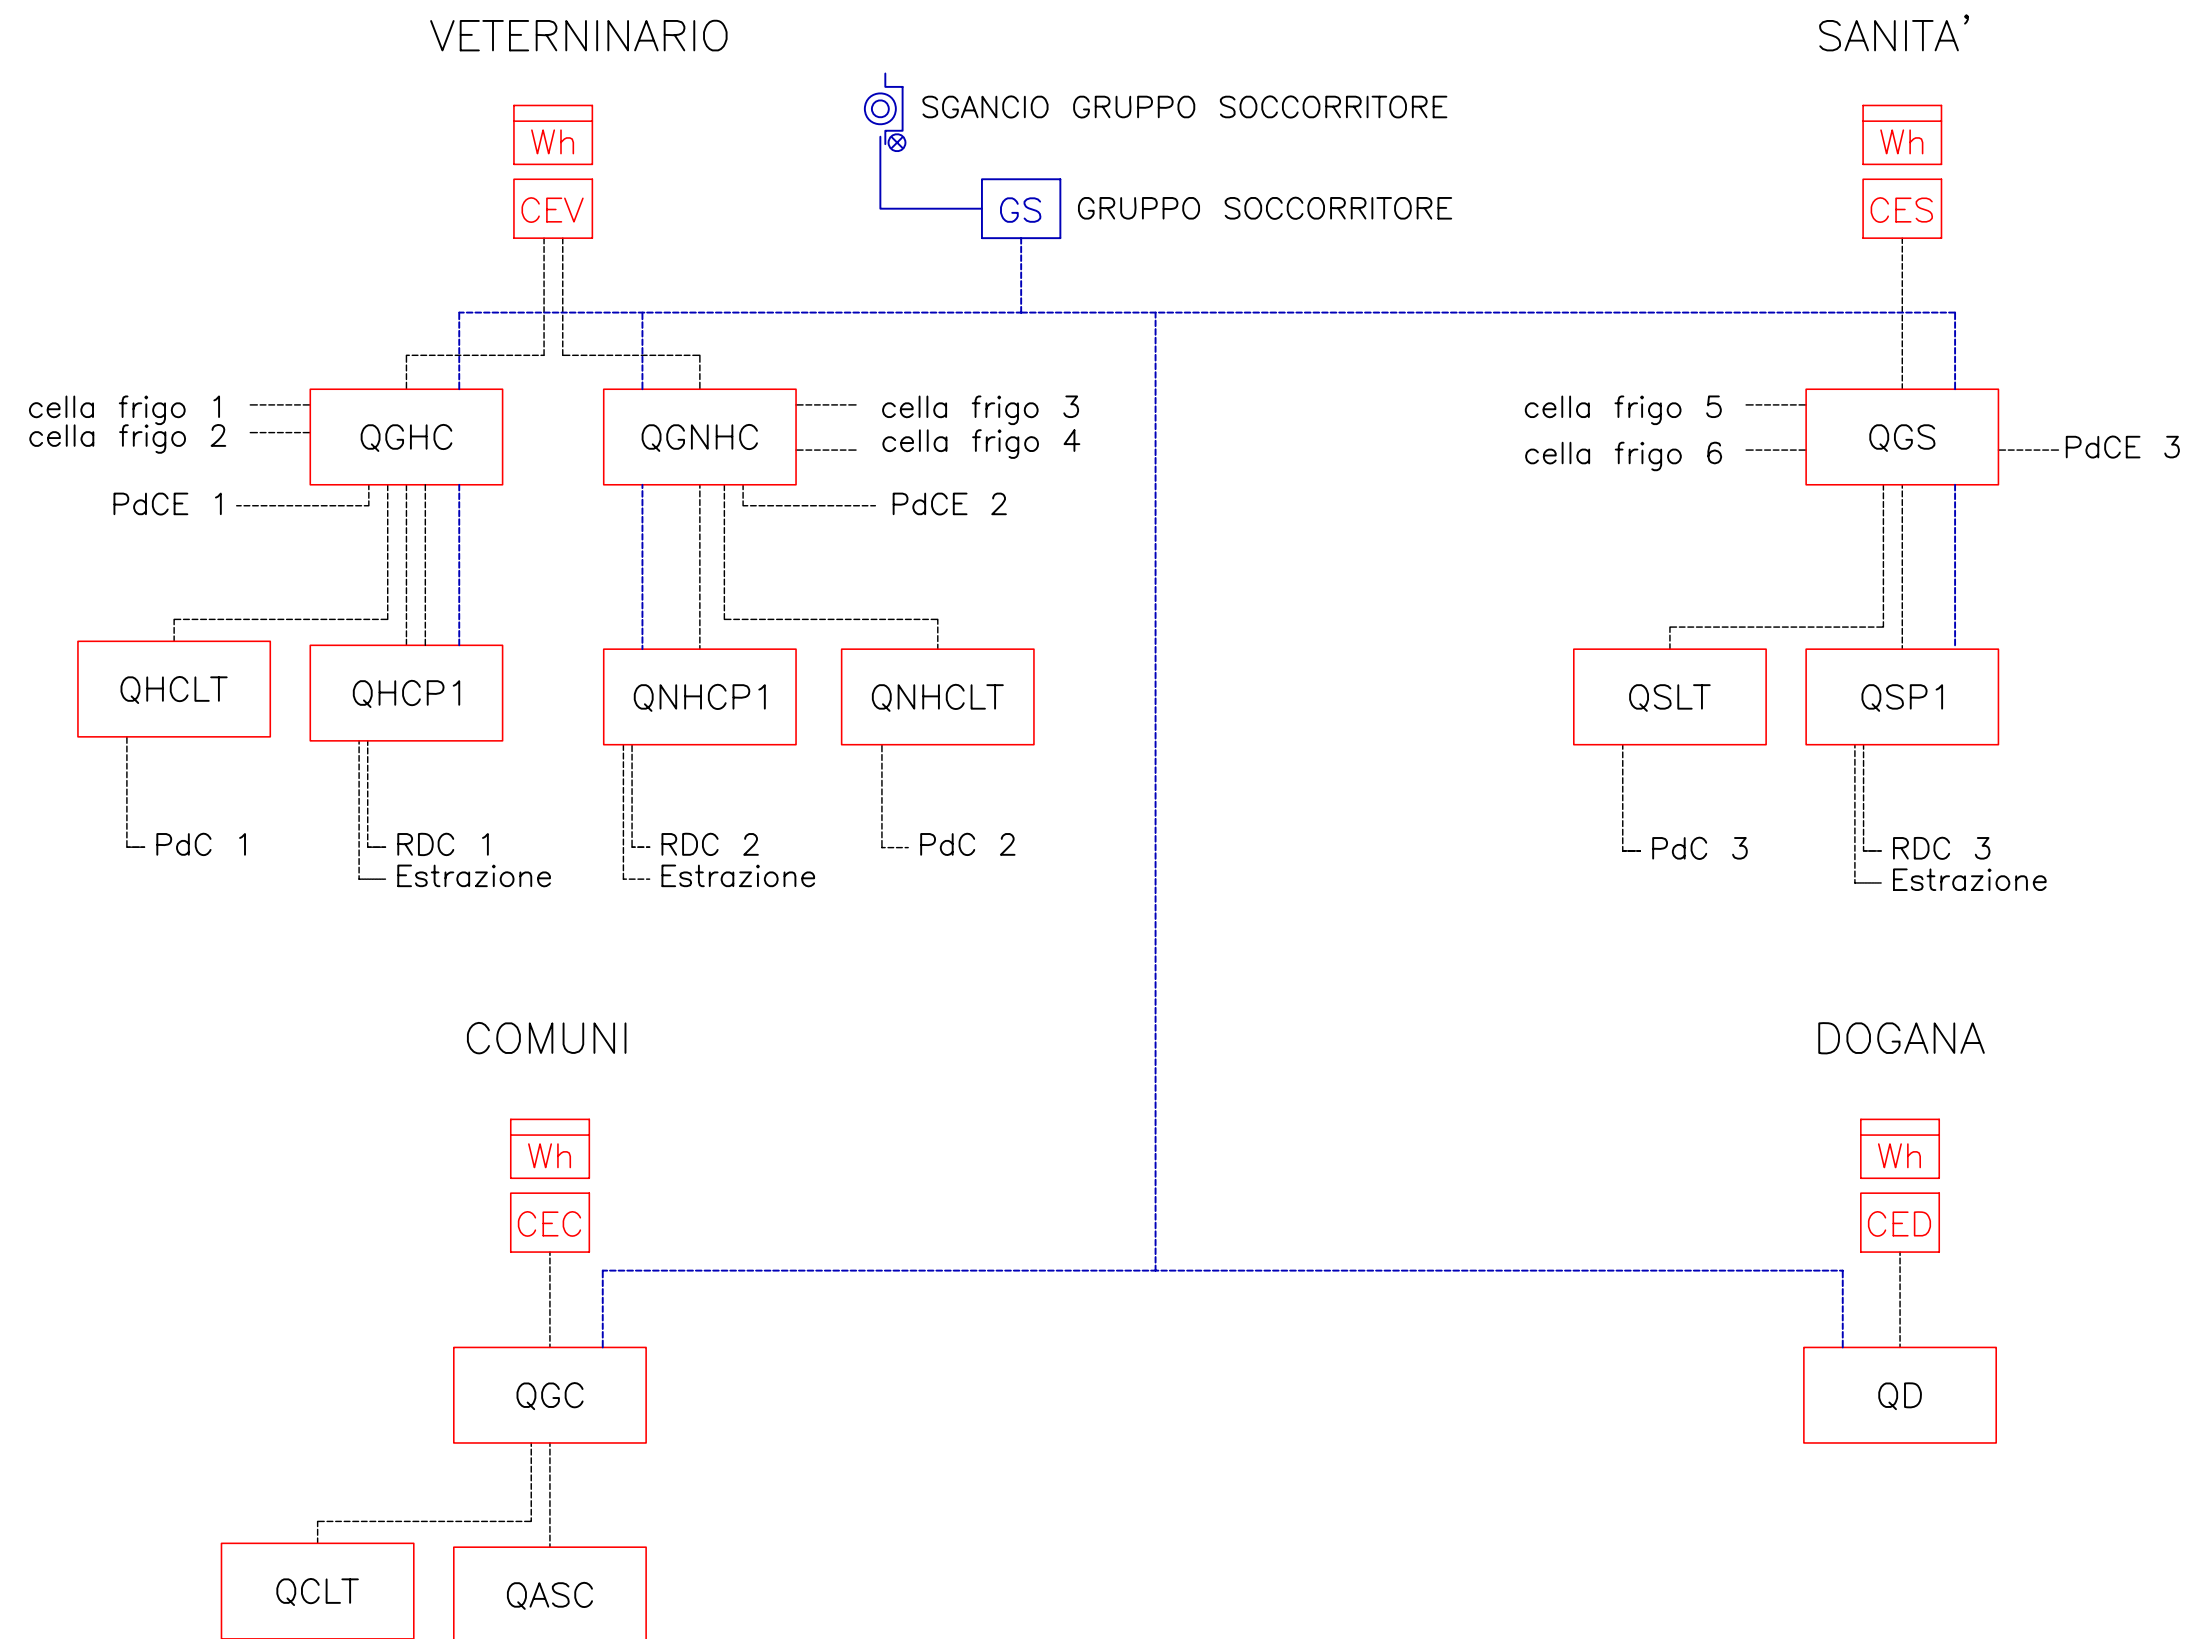 VETERNINARIO
SANITA'
SGANCIO GRUPPO SOCCORRITORE
Wh
Wh
CEV
GS
GRUPPO SOCCORRITORE
CES
cella frigo 1
cella frigo 2
QGHC
QGNHC
cella frigo 3
cella frigo 4
cella frigo 5
cella frigo 6
QGS
PdCE 3
PdCE 1
PdCE 2
QHCLT
QHCP1
QNHCP1
QNHCLT
QSLT
QSP1
PdC 1
RDC 1
Estrazione
RDC 2
Estrazione
PdC 2
PdC 3
RDC 3
Estrazione
COMUNI
DOGANA
Wh
Wh
CEC
CED
QGC
QD
QCLT
QASC